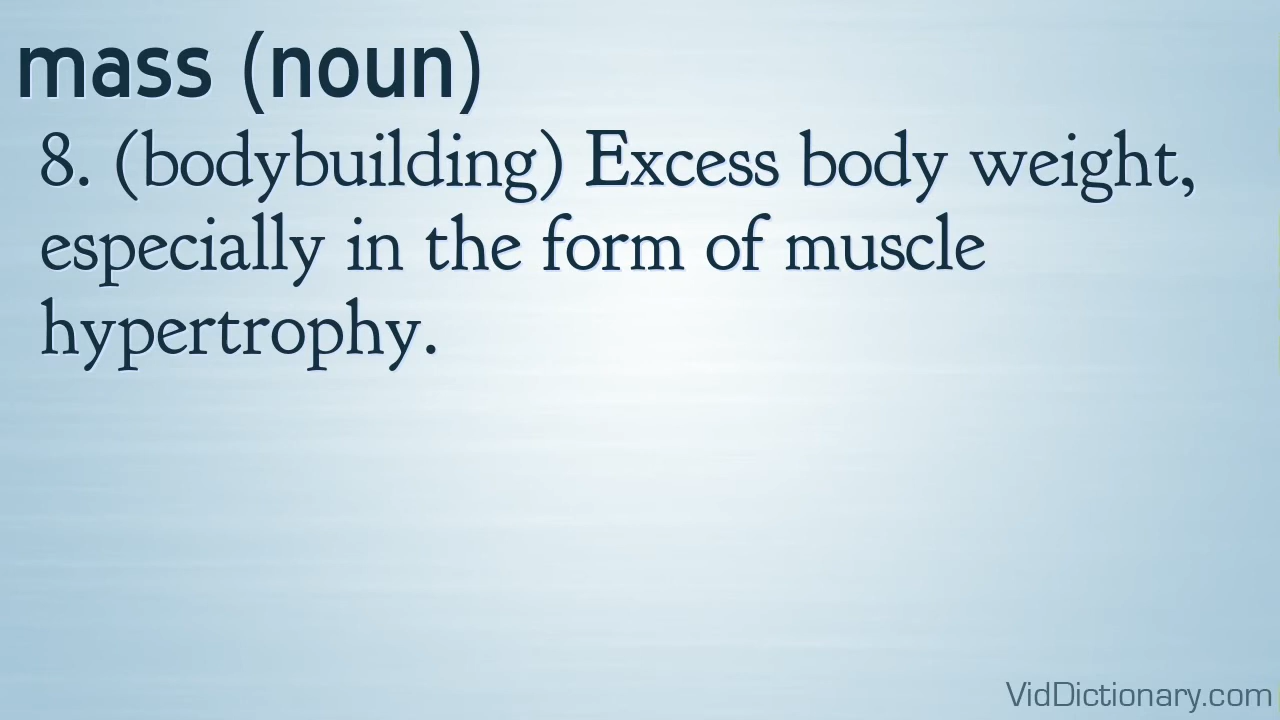 mass (noun)
8. (bodybuilding) Excess body weight,
especially in the form of muscle
hypertrophy.
VidDictionary.com